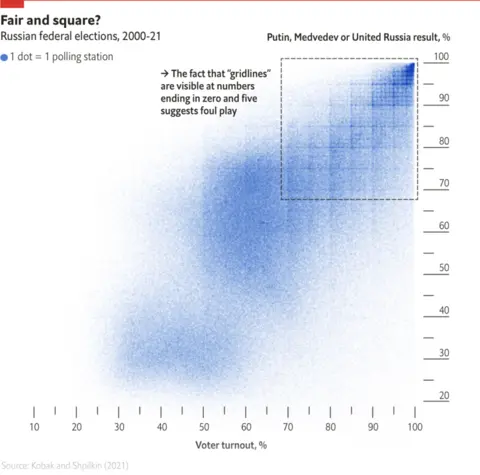 Fair and square?
Russian federal elections, 2000-21
Putin, Medvedev or United Russia result, %
1 dot = 1 polling station
→ The fact that "gridlines"
are visible at numbers
ending in zero and five
suggests foul play
100
90
80
70
60
50
40
30
20
10 20 30 40 50 60 70 80 90 100
Voter turnout, %
Source: Kobak and Shpilkin (2021)